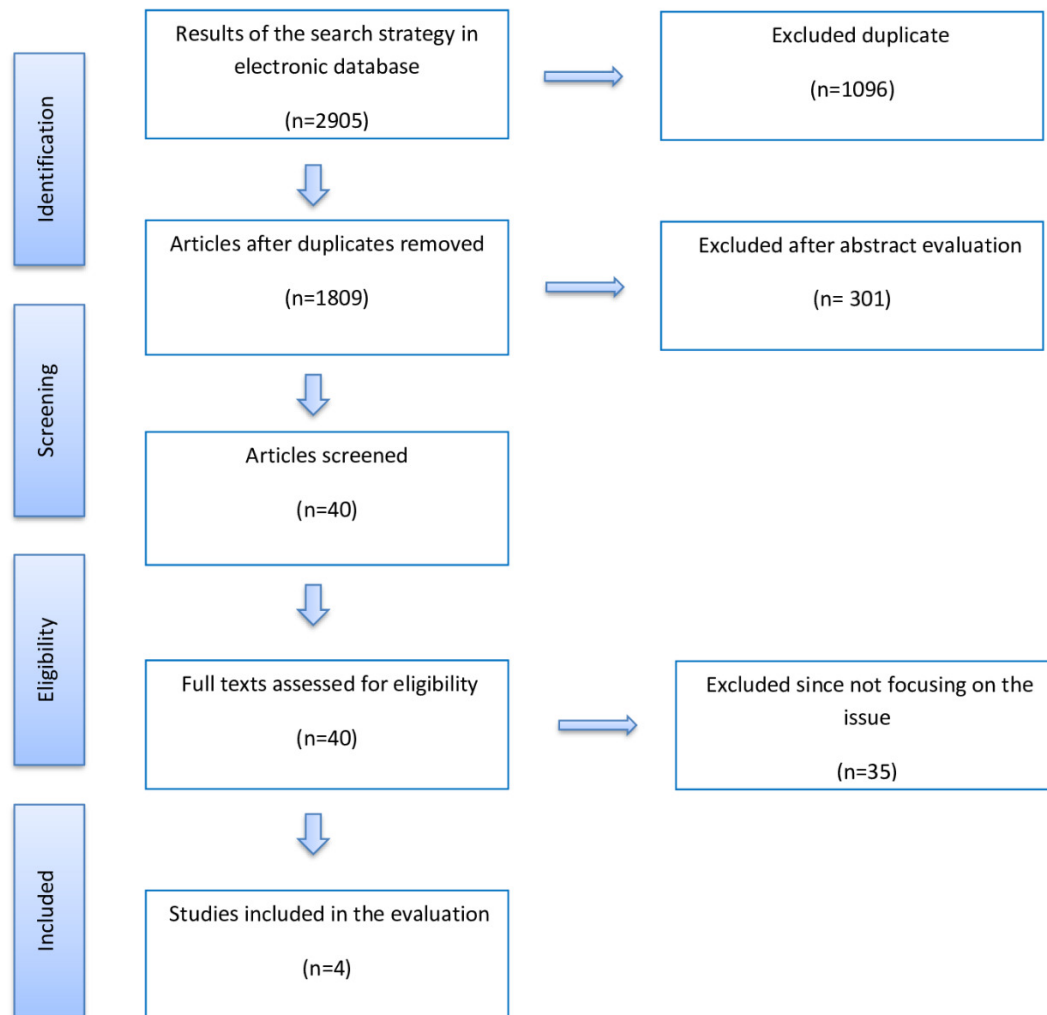 Identification
Results of the search strategy in
electronic database
(n=2905)
Excluded duplicate
(n=1096)
Articles after duplicates removed
(n=1809)
Excluded after abstract evaluation
(n= 301)
Screening
Articles screened
(n=40)
Eligibility
Full texts assessed for eligibility
(n=40)
Excluded since not focusing on the
issue
(n=35)
Included
Studies included in the evaluation
(n=4)